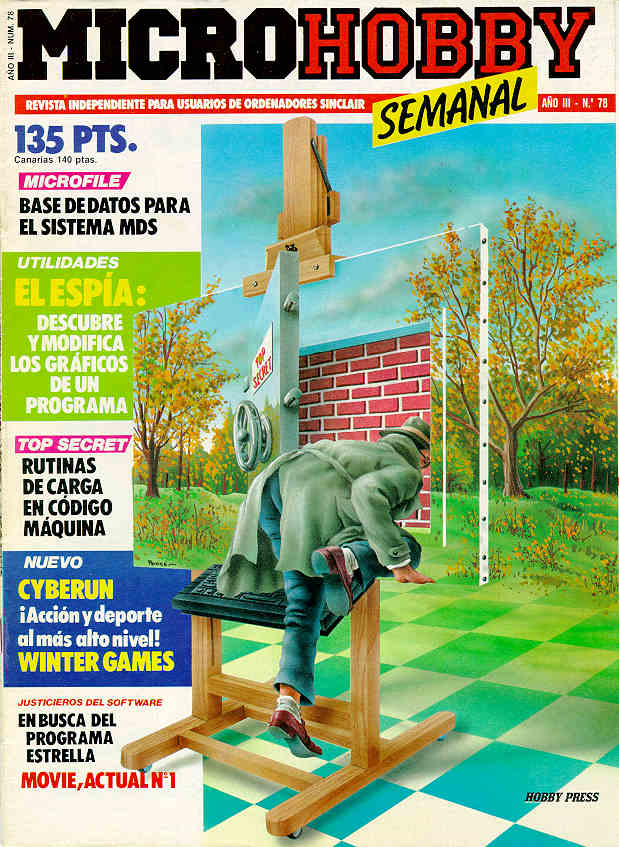 AÑO III - NUM. 78
MICROHOBBY
SEMANAL
REVISTA INDEPENDIENTE PARA USUARIOS DE ORDENADORES SINCLAIR
AÑO III - N.º 78
135 PTS.
Canarias 140 ptas.
MICROFILE
BASE DE DATOS PARA
EL SISTEMA MDS
UTILIDADES
EL ESPÍA:
DESCUBRE
Y MODIFICA
LOS GRÁFICOS
DE UN
PROGRAMA
TOP
SECRET
TOP SECRET
RUTINAS
DE CARGA
EN CÓDIGO
MÁQUINA
NUEVO
CYBERUN
¡Acción y deporte
al más alto nivel!
WINTER GAMES
JUSTICIEROS DEL SOFTWARE
EN BUSCA DEL
PROGRAMA
ESTRELLA
MOVIE, ACTUAL Nº 1
HOBBY PRESS